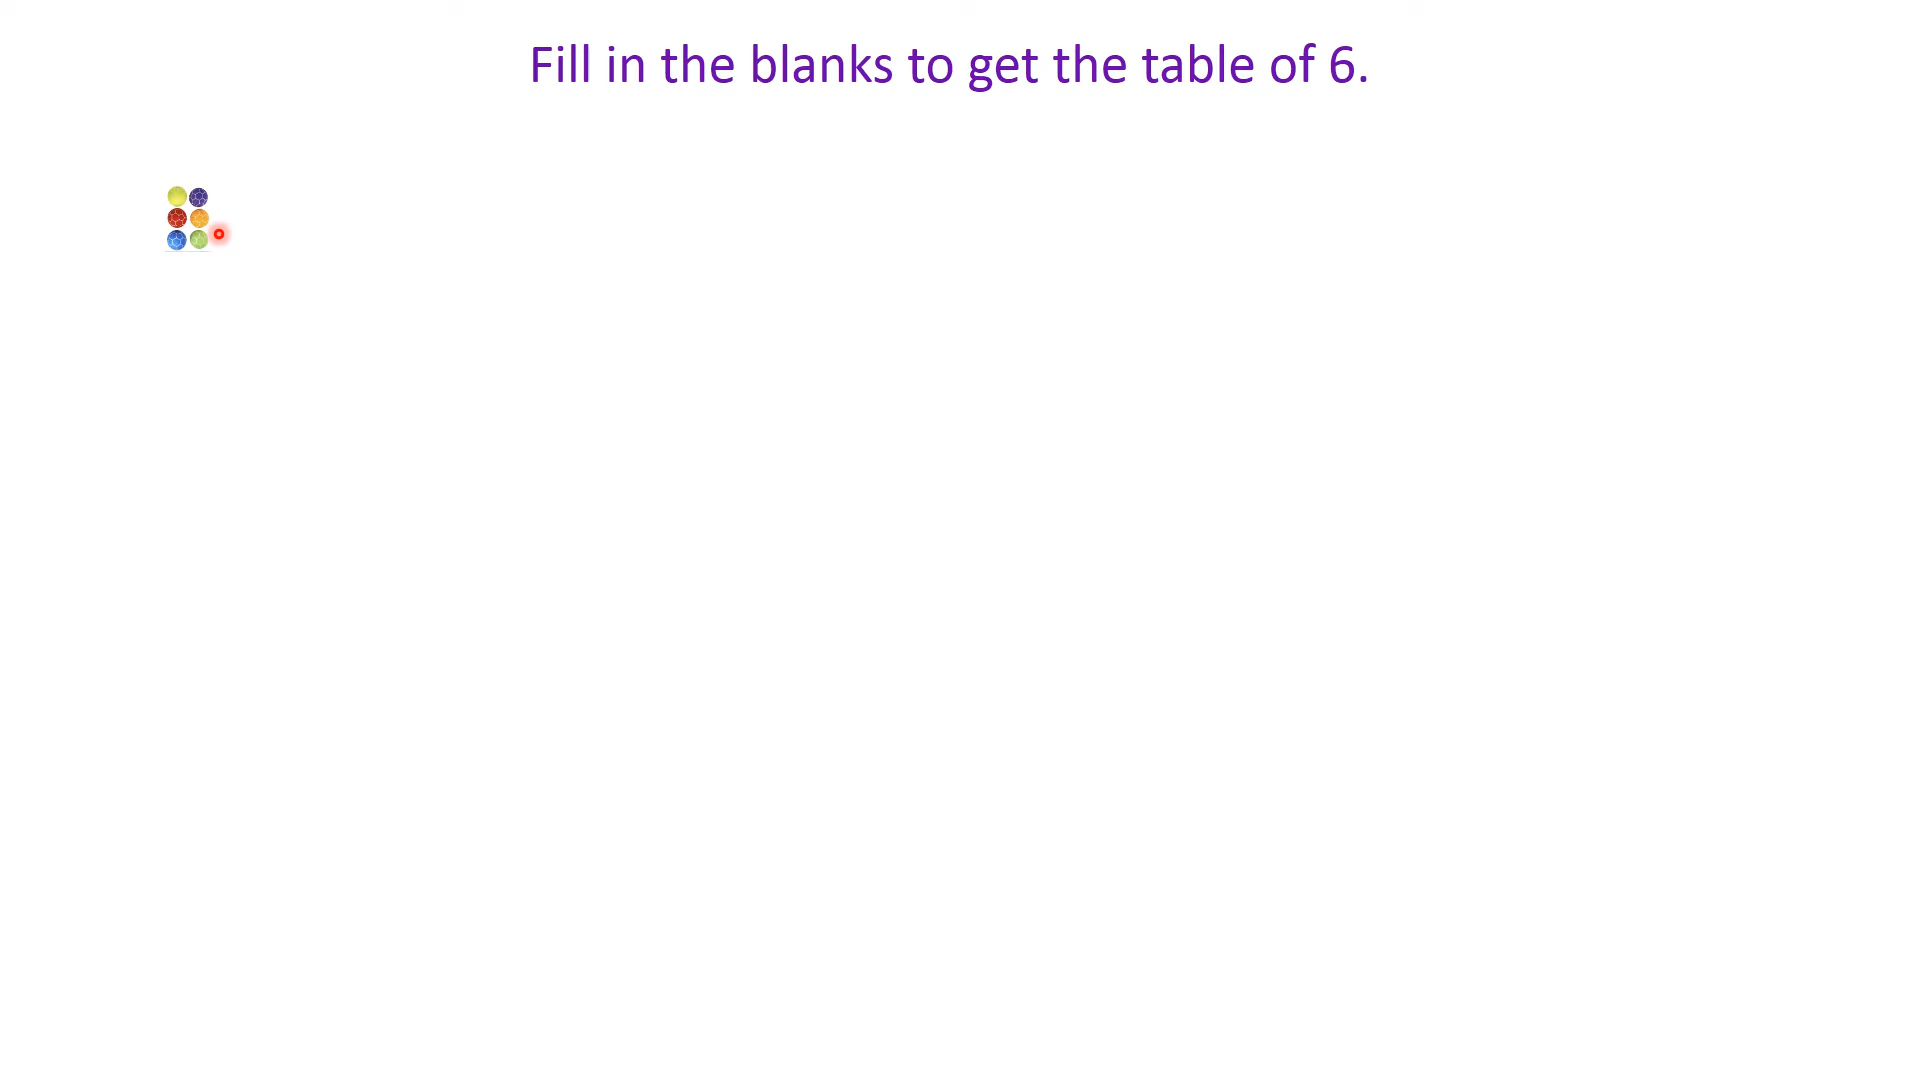 Fill in the blanks to get the table of 6.